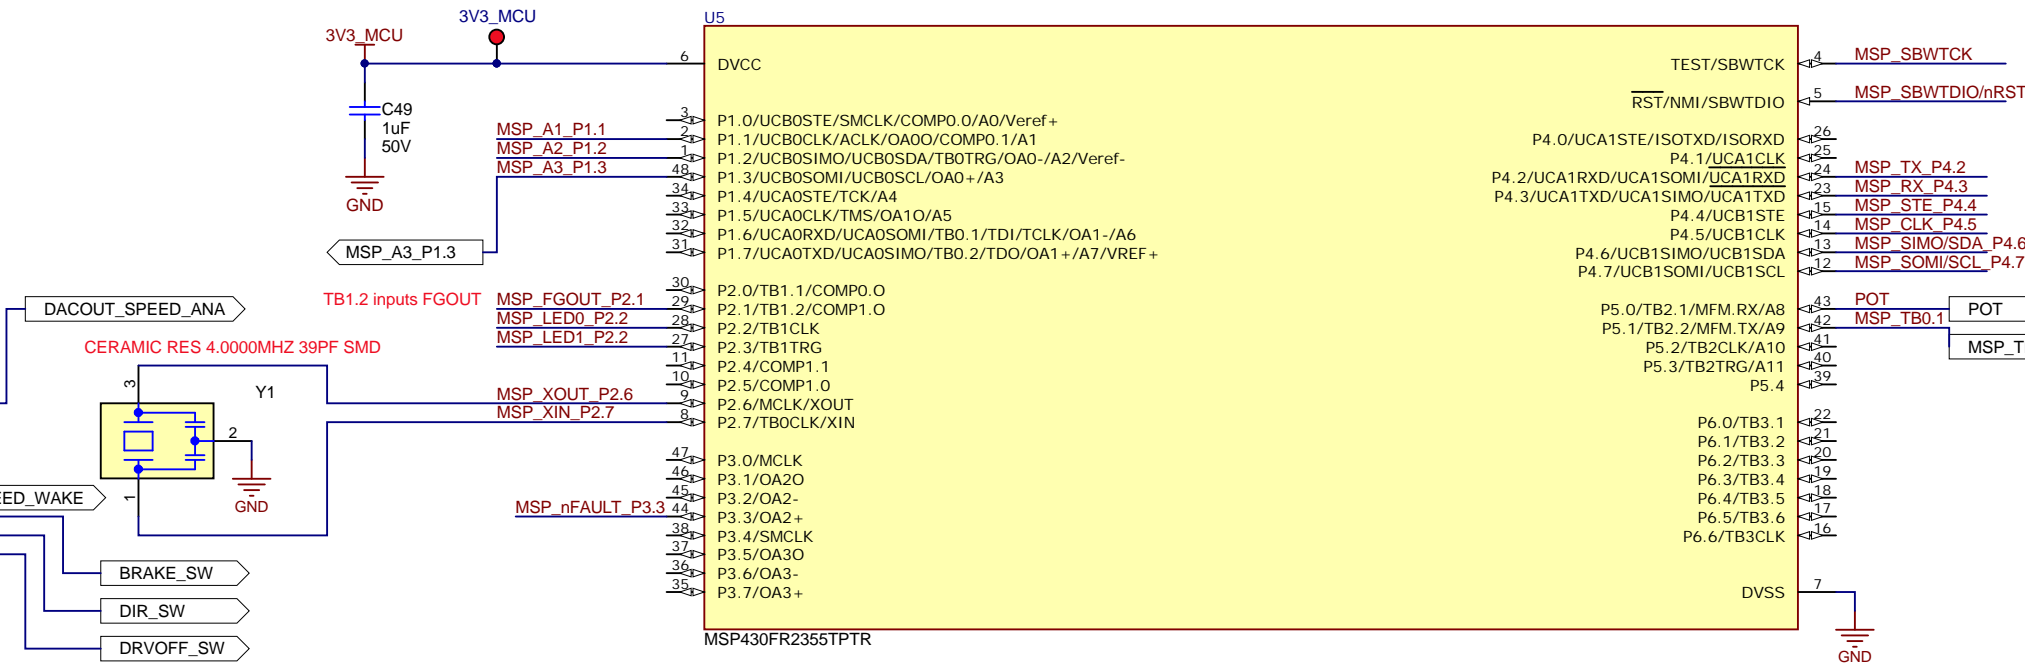 3V3_MCU
3V3_MCU
C49
1uF
50V
GND
MSP_A1_P1.1
MSP_A2_P1.2
MSP_A3_P1.3
MSP_A3_P1.3
DACOUT_SPEED_ANA
TB1.2 inputs FGOUT
MSP_FGOUT_P2.1
MSP_LED0_P2.2
MSP_LED1_P2.2
CERAMIC RES 4.0000MHZ 39PF SMD
3
Y1
2
1
GND
MSP_XOUT_P2.6
MSP_XIN_P2.7
EED_WAKE
MSP_nFAULT_P3.3
BRAKE_SW
DIR_SW
DRVOFF_SW
U5
6 DVCC
3 P1.0/UCB0STE/SMCLK/COMP0.0/A0/Veref+
2 P1.1/UCB0CLK/ACLK/OA0O/COMP0.1/A1
1 P1.2/UCB0SIMO/UCB0SDA/TB0TRG/OA0-/A2/Veref-
48 P1.3/UCB0SOMI/UCB0SCL/OA0+/A3
34 P1.4/UCA0STE/TCK/A4
33 P1.5/UCA0CLK/TMS/OA1O/A5
32 P1.6/UCA0RXD/UCA0SOMI/TB0.1/TDI/TCLK/OA1-/A6
31 P1.7/UCA0TXD/UCA0SIMO/TB0.2/TDO/OA1+/A7/VREF+
30 P2.0/TB1.1/COMP0.O
29 P2.1/TB1.2/COMP1.O
28 P2.2/TB1CLK
27 P2.3/TB1TRG
11 P2.4/COMP1.1
10 P2.5/COMP1.0
9 P2.6/MCLK/XOUT
8 P2.7/TB0CLK/XIN
47 P3.0/MCLK
46 P3.1/OA2O
45 P3.2/OA2-
44 P3.3/OA2+
38 P3.4/SMCLK
37 P3.5/OA3O
36 P3.6/OA3-
35 P3.7/OA3+
MSP430FR2355TPTR
TEST/SBWTCK 4 MSP_SBWTCK
RST/NMI/SBWTDIO 5 MSP_SBWTDIO/nRST
P4.0/UCA1STE/ISOTXD/ISORXD 26
P4.1/UCA1CLK 25
P4.2/UCA1RXD/UCA1SOMI/UCA1RXD 24 MSP_TX_P4.2
P4.3/UCA1TXD/UCA1SIMO/UCA1TXD 23 MSP_RX_P4.3
P4.4/UCB1STE 15 MSP_STE_P4.4
P4.5/UCB1CLK 14 MSP_CLK_P4.5
P4.6/UCB1SIMO/UCB1SDA 13 MSP_SIMO/SDA_P4.6
P4.7/UCB1SOMI/UCB1SCL 12 MSP_SOMI/SCL_P4.7
P5.0/TB2.1/MFM.RX/A8 43 POT POT
P5.1/TB2.2/MFM.TX/A9 42 MSP_TB0.1
P5.2/TB2CLK/A10 41 MSP_T
P5.3/TB2TRG/A11 40
P5.4 39
P6.0/TB3.1 22
P6.1/TB3.2 21
P6.2/TB3.3 20
P6.3/TB3.4 19
P6.4/TB3.5 18
P6.5/TB3.6 17
P6.6/TB3CLK 16
DVSS 7
GND